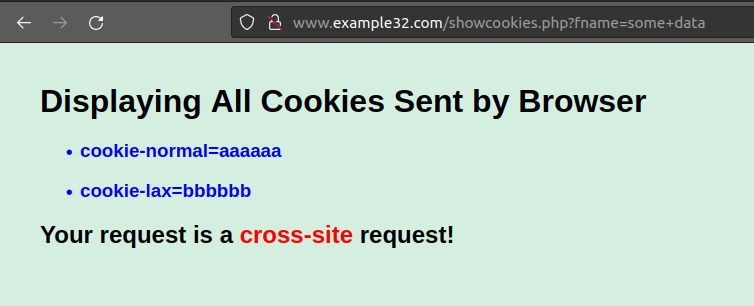 www.example32.com/showcookies.php?fname=some+data
Displaying All Cookies Sent by Browser
• cookie-normal=aaaaaa
• cookie-lax=bbbbbb
Your request is a cross-site request!